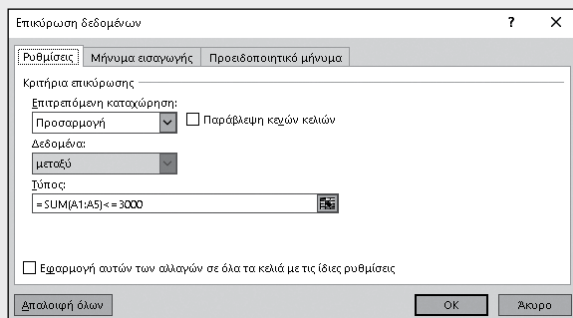 Επικύρωση δεδομένων ? ×
Ρυθμίσεις Μήνυμα εισαγωγής Προειδοποιητικό μήνυμα
Κριτήρια επικύρωσης
Επιτρεπόμενη καταχώρηση:
Προσαρμογή Παράβλεψη κενών κελιών
Δεδομένα:
μεταξύ
Τύπος:
=SUM(A1:A5)<=3000
Εφαρμογή αυτών των αλλαγών σε όλα τα κελιά με τις ίδιες ρυθμίσεις
Απαλοιφή όλων OK Άκυρο